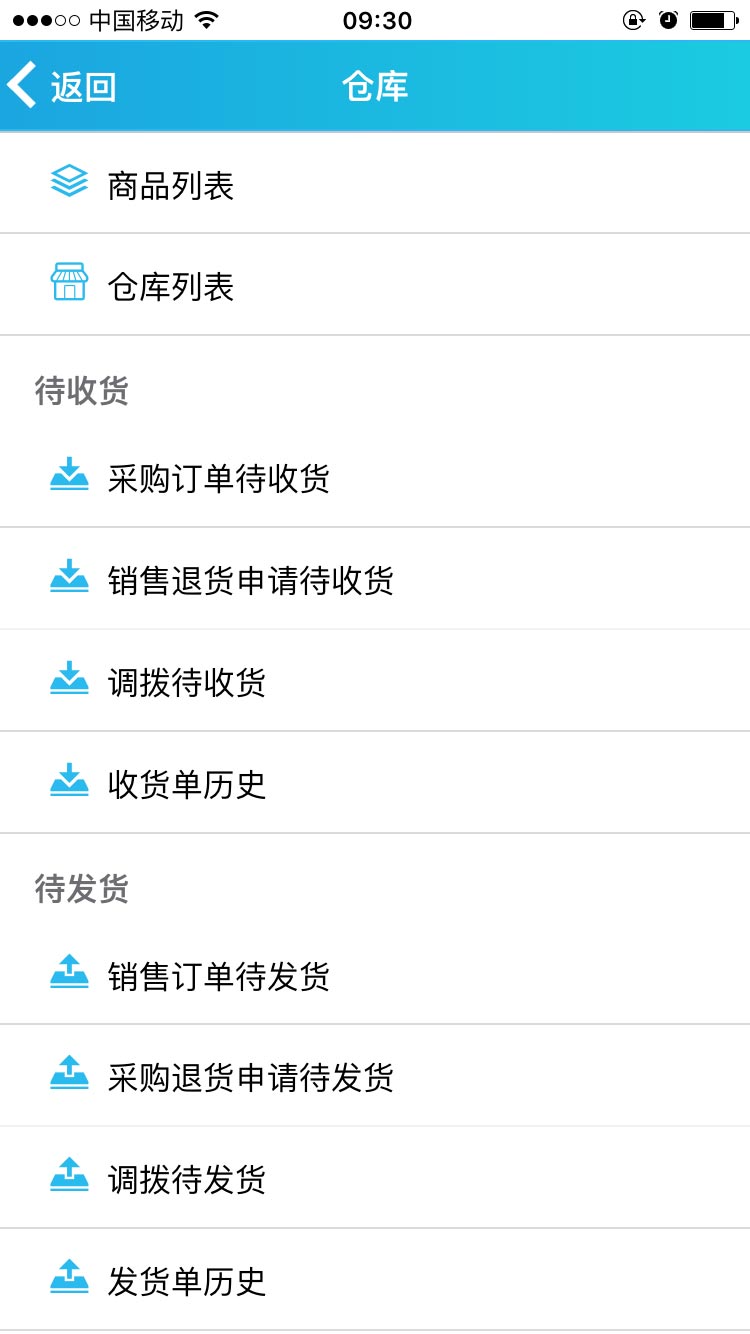 中国移动 09:30
返回 仓库
商品列表
仓库列表
待收货
采购订单待收货
销售退货申请待收货
调拨待收货
收货单历史
待发货
销售订单待发货
采购退货申请待发货
调拨待发货
发货单历史